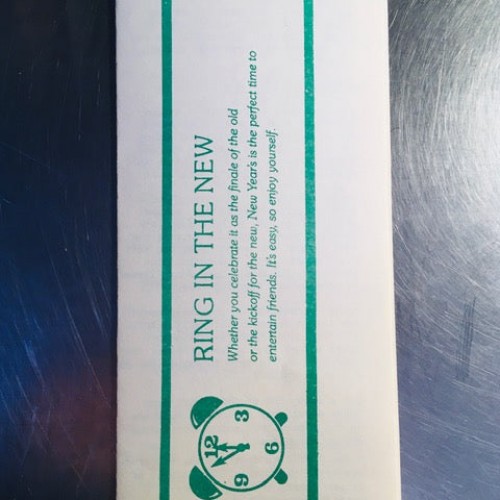 RING IN THE NEW
Whether you celebrate it as the finale of the old
or the kickoff for the new, New Year's is the perfect time to
entertain friends. It's easy, so enjoy yourself.
12
3
6
9